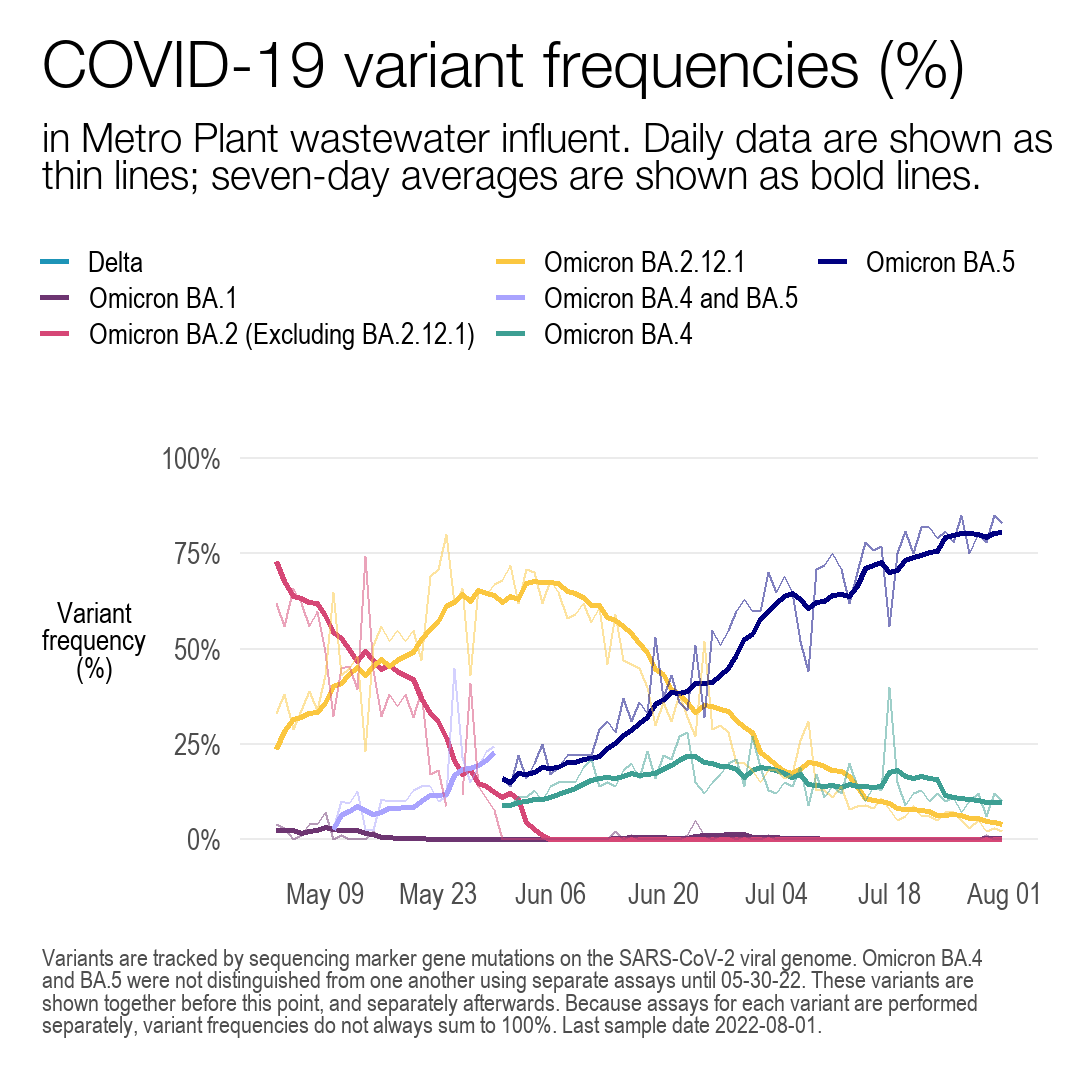 COVID-19 variant frequencies (%)
in Metro Plant wastewater influent. Daily data are shown as
thin lines; seven-day averages are shown as bold lines.
Delta
Omicron BA.1
Omicron BA.2 (Excluding BA.2.12.1)
Omicron BA.2.12.1
Omicron BA.4 and BA.5
Omicron BA.4
Omicron BA.5
100%
75%
50%
25%
0%
Variant
frequency
(%)
May 09
May 23
Jun 06
Jun 20
Jul 04
Jul 18
Aug 01
Variants are tracked by sequencing marker gene mutations on the SARS-CoV-2 viral genome. Omicron BA.4
and BA.5 were not distinguished from one another using separate assays until 05-30-22. These variants are
shown together before this point, and separately afterwards. Because assays for each variant are performed
separately, variant frequencies do not always sum to 100%. Last sample date 2022-08-01.